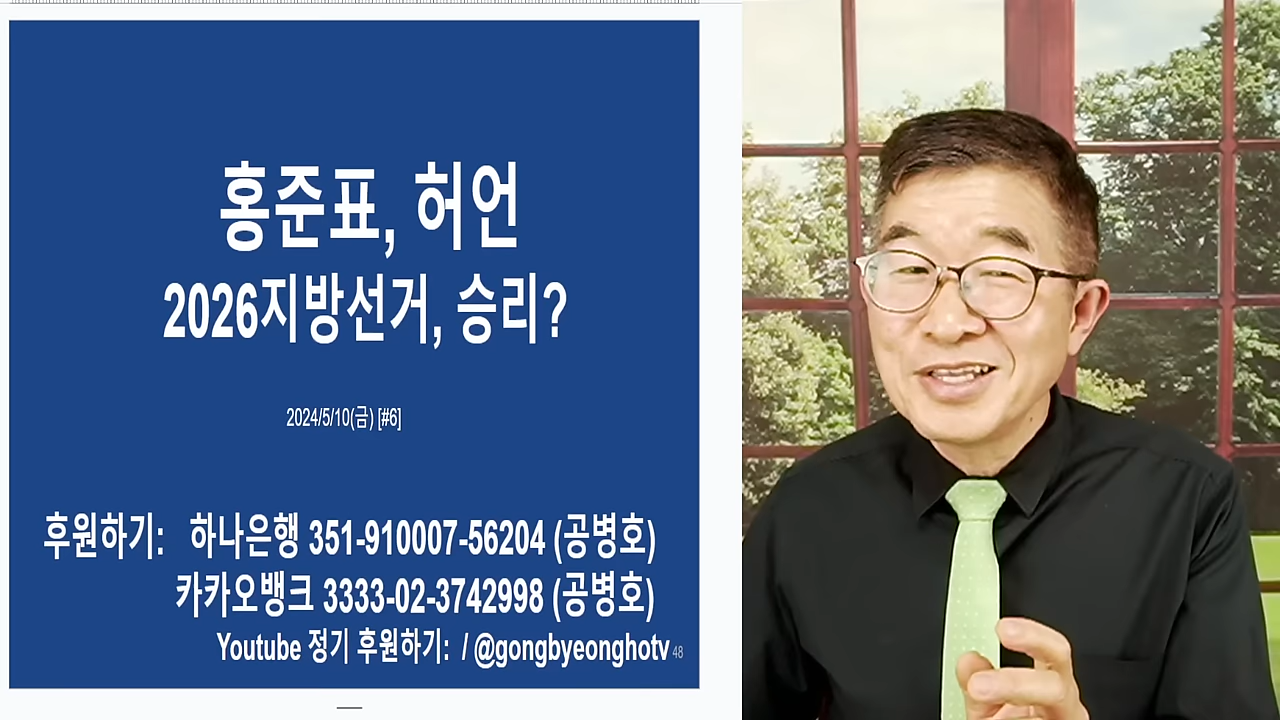 홍준표, 허언
2026지방선거, 승리?
2024/5/10(금) [#6]
후원하기: 하나은행 351-910007-56204 (공병호)
카카오뱅크 3333-02-3742998 (공병호)
Youtube 정기 후원하기: / @gongbyeonghotv 48